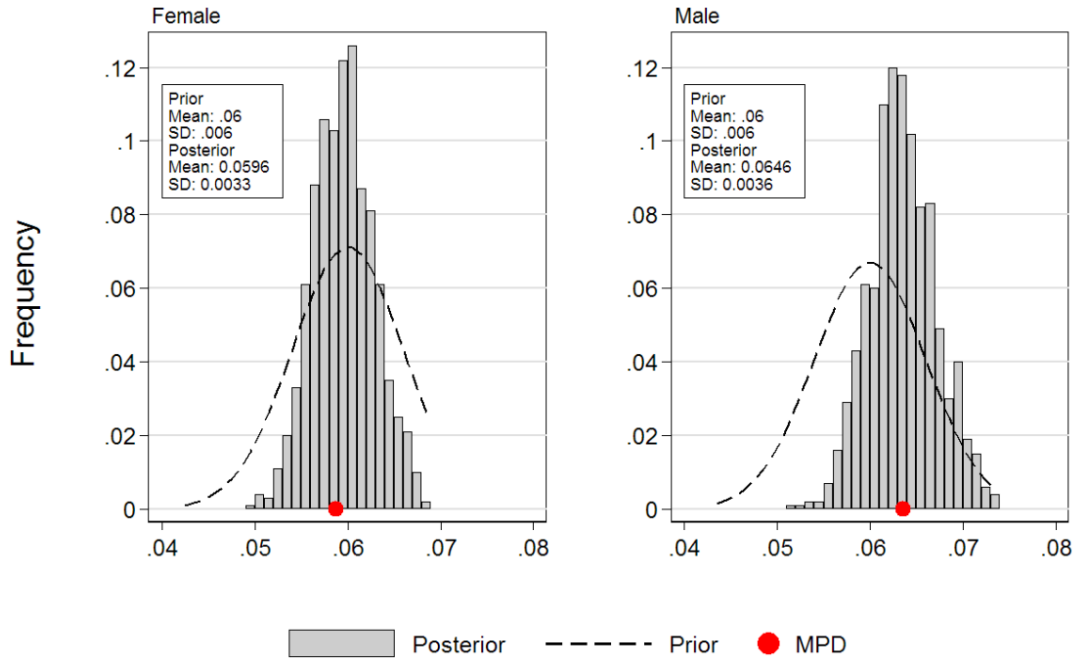 Female
Male
Frequency
.12
.1
.08
.06
.04
.02
0
Prior
Mean: .06
SD: .006
Posterior
Mean: 0.0596
SD: 0.0033
.04 .05 .06 .07 .08
.12
.1
.08
.06
.04
.02
0
Prior
Mean: .06
SD: .006
Posterior
Mean: 0.0646
SD: 0.0036
.04 .05 .06 .07 .08
Posterior Prior MPD